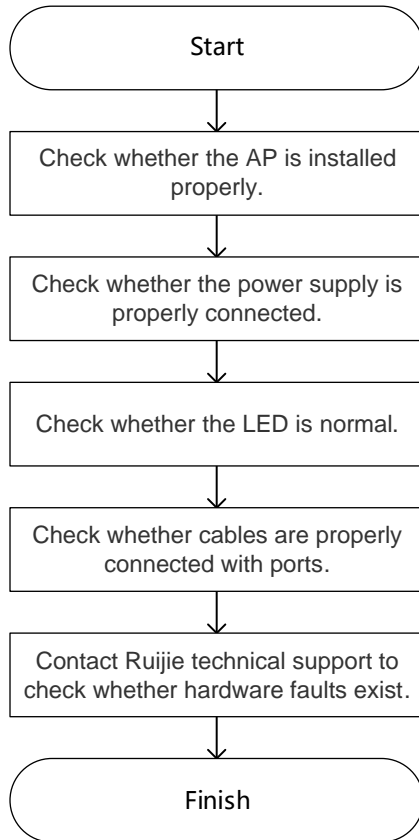 Start
Check whether the AP is installed
properly.
Check whether the power supply is
properly connected.
Check whether the LED is normal.
Check whether cables are properly
connected with ports.
Contact Ruijie technical support to
check whether hardware faults exist.
Finish